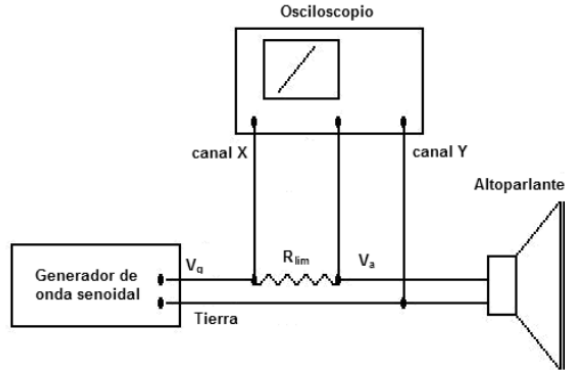 Osciloscopio
canal X
canal Y
Altoparlante
Generador de
onda senoidal
Vg
Rlim
Va
Tierra